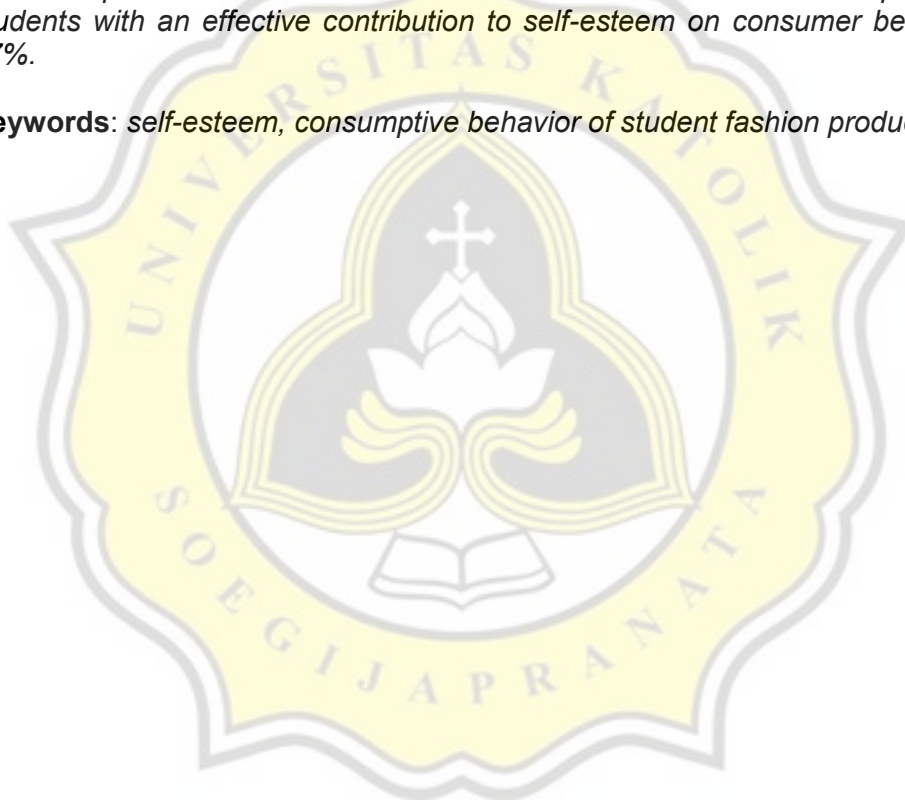 udents with an effective contribution to self-esteem on consumer be
7%.
eywords: self-esteem, consumptive behavior of student fashion produc
UNIVERSITAS KATOLIK
SOEGIJAPRANATA